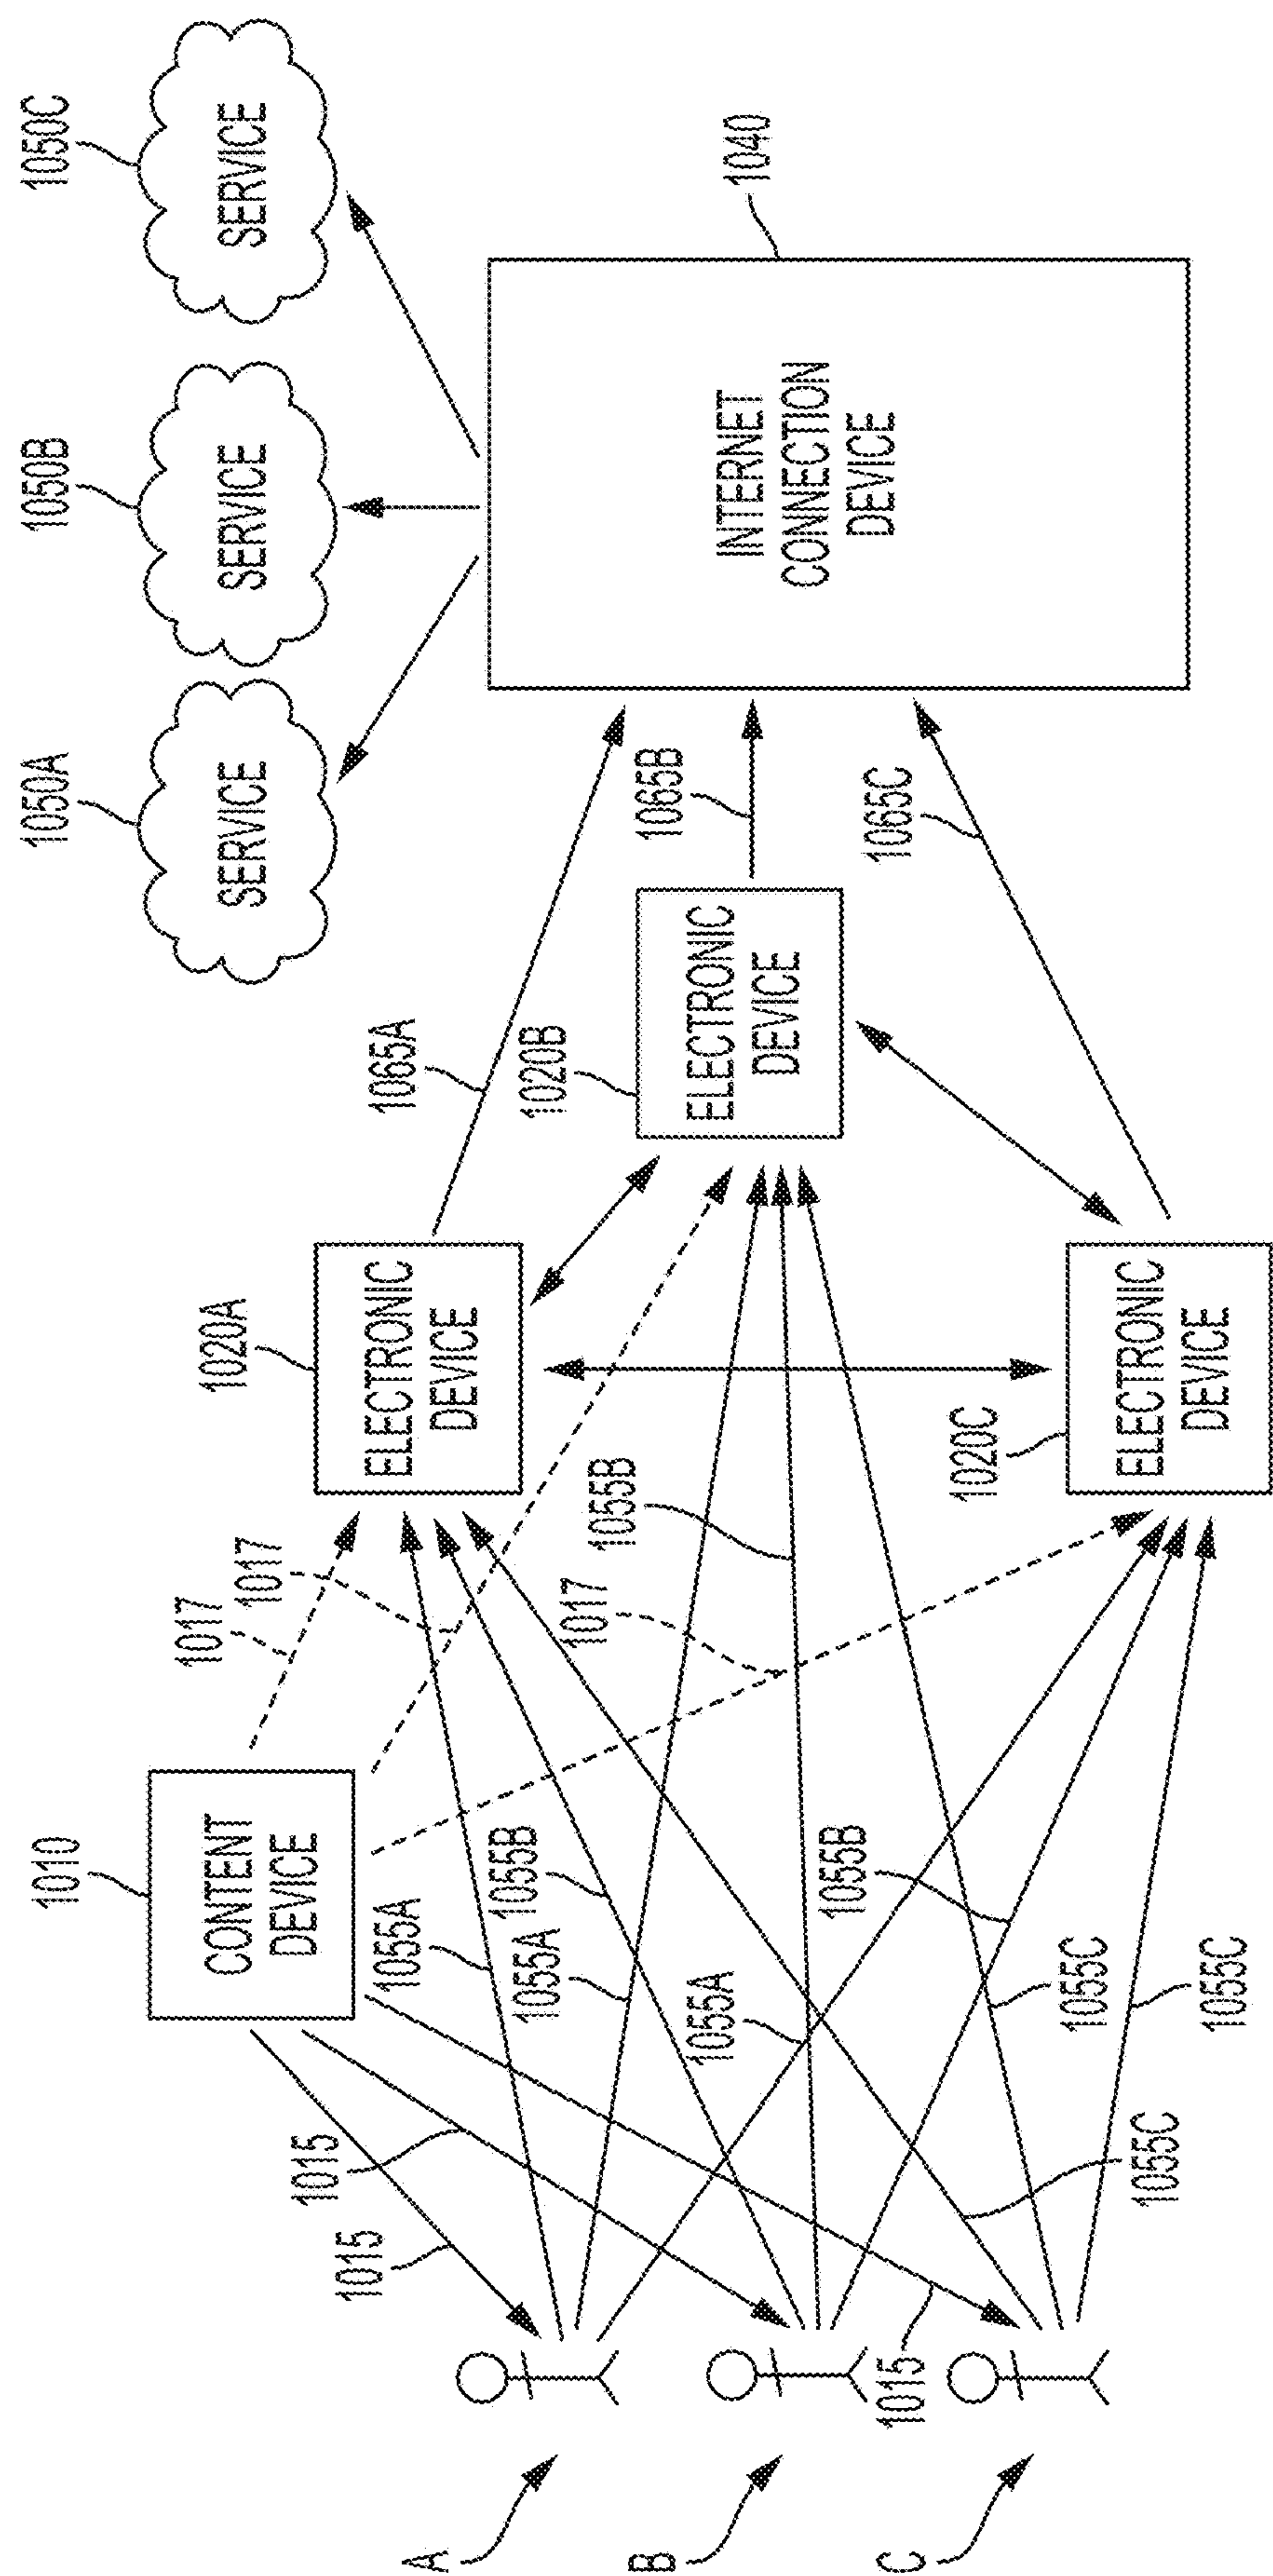 1050A
1050B
1050C
SERVICE
SERVICE
SERVICE
1010
CONTENT
DEVICE
1017
1017
1020A
ELECTRONIC
DEVICE
1065A
1015
1015
1055A
1055B
1055A
1017
1055B
1020B
ELECTRONIC
DEVICE
1065B
1040
INTERNET
CONNECTION
DEVICE
1055A
1055B
1065C
A
B
C
1015
1020C
1055C
1055C
1055C
ELECTRONIC
DEVICE